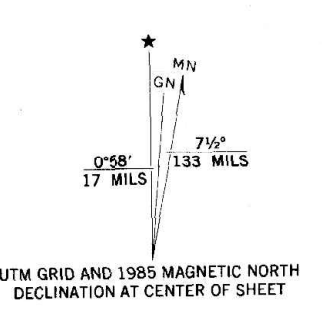 ★
MN
GN
0°58′
17 MILS
7½°
133 MILS
UTM GRID AND 1985 MAGNETIC NORTH
DECLINATION AT CENTER OF SHEET